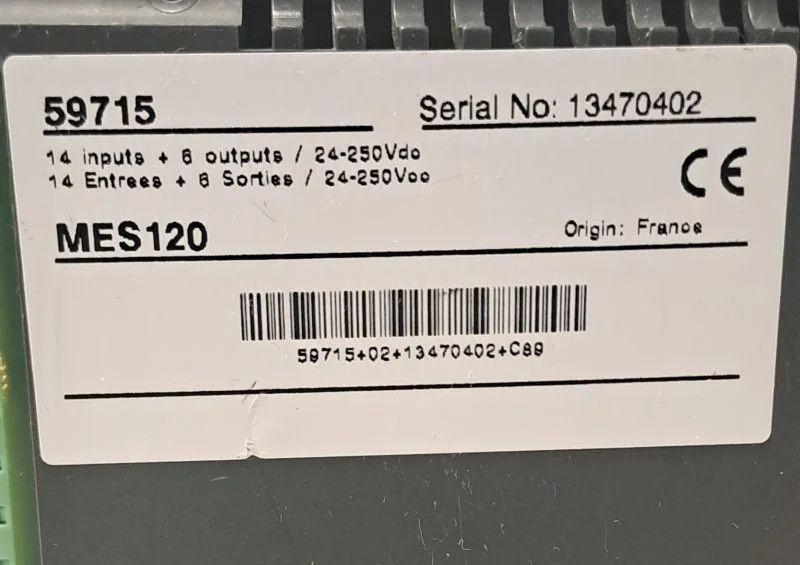 59715
Serial No: 13470402
14 inputs + 6 outputs / 24-250Vdc
14 Entrees + 6 Sorties / 24-250Vcc
CE
MES120
Origin: France
59715+02+13470402+C89